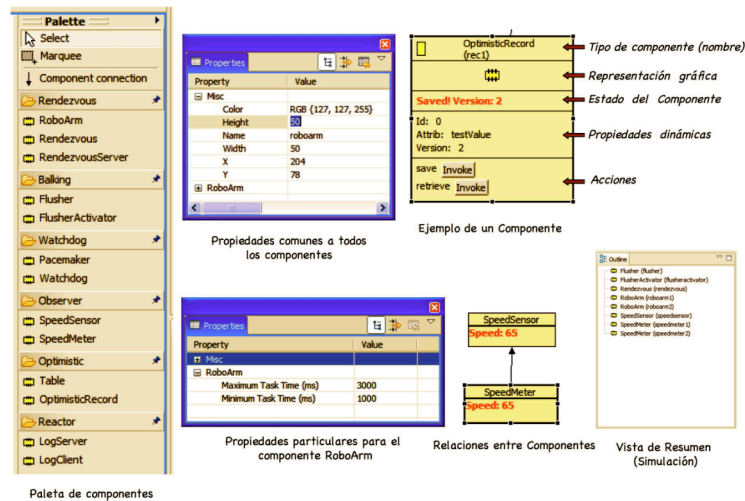 Palette
Select
Marquee
Component connection
Rendezvous
RoboArm
Rendezvous
RendezvousServer
Balking
Flusher
FlusherActivator
Watchdog
Pacemaker
Watchdog
Observer
SpeedSensor
SpeedMeter
Optimistic
Table
OptimisticRecord
Reactor
LogServer
LogClient
Paleta de componentes
Properties
Property Value
Misc
Color RGB {127, 127, 255}
Height 50
Name roboarm
Width 50
X 204
Y 78
RoboArm
Propiedades comunes a todos
los componentes
OptimisticRecord
(rec1)
Saved! Version: 2
Id: 0
Attrib: testValue
Version: 2
save Invoke
retrieve Invoke
Tipo de componente (nombre)
Representación gráfica
Estado del Componente
Propiedades dinámicas
Acciones
Ejemplo de un Componente
Properties
Property Value
Misc
RoboArm
Maximum Task Time (ms) 3000
Minimum Task Time (ms) 1000
Propiedades particulares para el
componente RoboArm
SpeedSensor
Speed: 65
SpeedMeter
Speed: 65
Relaciones entre Componentes
Outline
Flusher (flusher)
FlusherActivator (flusheractivator)
Rendezvous (rendezvous)
RoboArm (roboarm1)
RoboArm (roboarm2)
SpeedSensor (speedsensor)
SpeedMeter (speedmeter1)
SpeedMeter (speedmeter2)
Vista de Resumen
(Simulación)